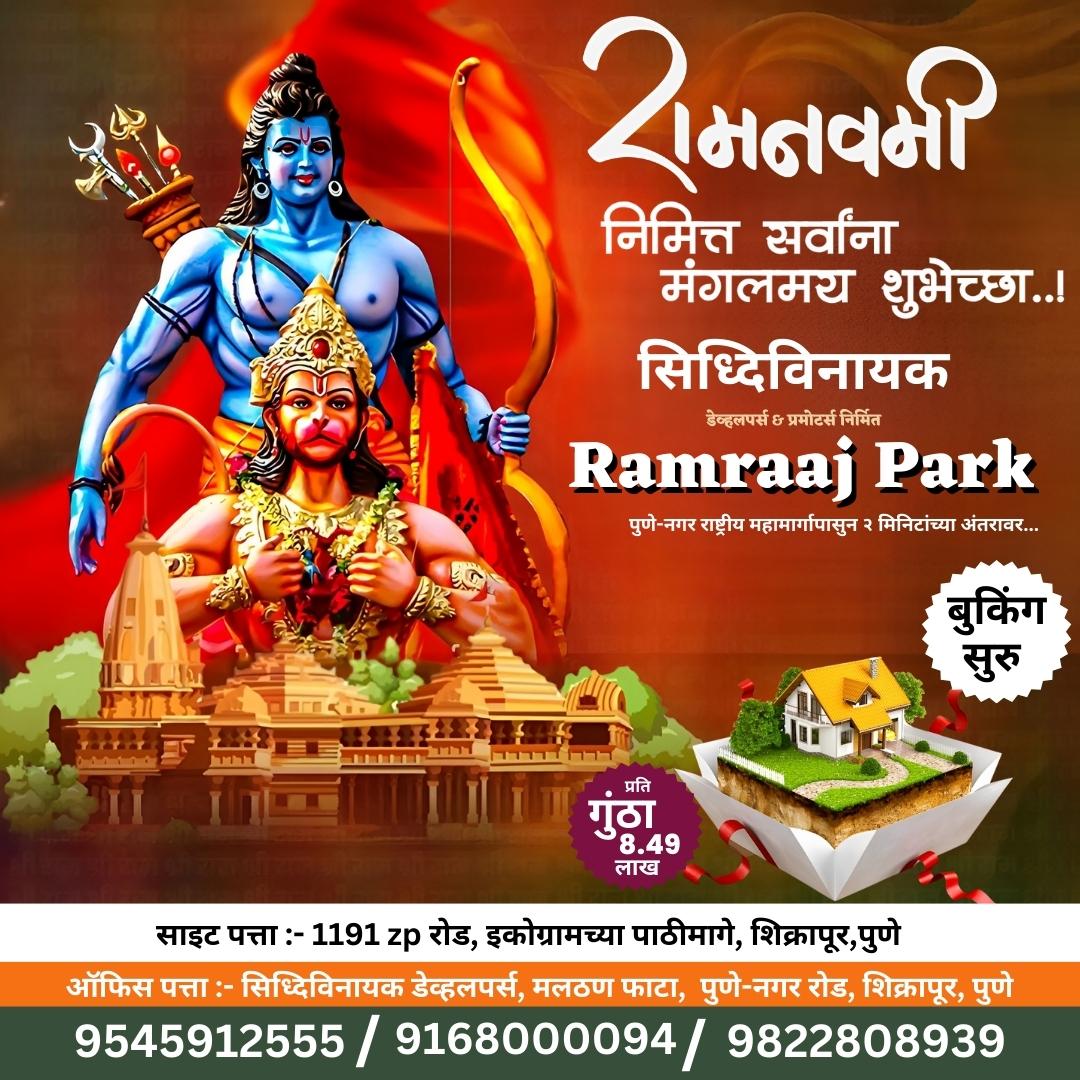 रामनवमी
निमित्त सर्वांना
मंगलमय शुभेच्छा..!
सिध्दिविनायक
डेव्हलपर्स & प्रमोटर्स निर्मित
Ramraaj Park
पुणे-नगर राष्ट्रीय महामार्गापासुन २ मिनिटांच्या अंतरावर...
बुकिंग
सुरु
प्रति
गुंठा
8.49
लाख
साइट पत्ता :- 1191 zp रोड, इकोग्रामच्या पाठीमागे, शिक्रापूर,पुणे
ऑफिस पत्ता :- सिध्दिविनायक डेव्हलपर्स, मलठण फाटा, पुणे-नगर रोड, शिक्रापूर, पुणे
9545912555 / 9168000094 / 9822808939